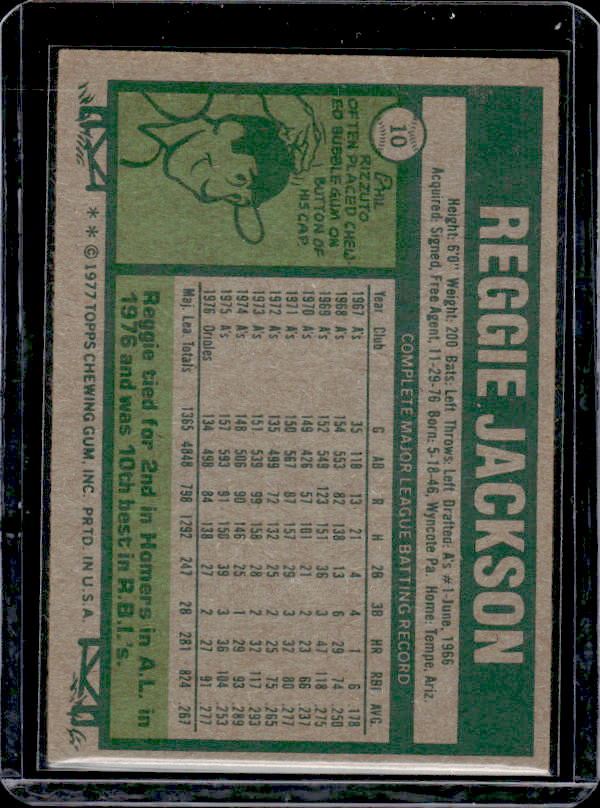 10
REGGIE JACKSON
Height: 6'0" Weight: 200 Bats: Left Throws: Left Drafted: A's #1-June, 1966
Acquired: Signed, Free Agent, 11-29-76 Born: 5-18-46, Wyncote Pa. Home: Tempe, Ariz.
COMPLETE MAJOR LEAGUE BATTING RECORD
Year Club G AB R H 2B 3B HR RBI AVG.
1967 A's 35 118 13 21 4 4 1 6 .178
1968 A's 154 553 82 138 13 6 29 74 .250
1969 A's 152 549 123 151 36 3 47 118 .275
1970 A's 149 426 57 101 21 2 23 66 .237
1971 A's 150 567 87 157 29 3 32 80 .277
1972 A's 135 499 72 132 25 2 25 75 .265
1973 A's 151 539 99 158 28 2 32 117 .293
1974 A's 148 506 90 146 25 1 29 93 .289
1975 A's 157 593 91 150 39 3 36 104 .253
1976 Orioles 134 498 84 138 27 2 27 91 .277
Maj. Lea. Totals 1365 4848 798 1292 247 28 281 824 .267
PHIL
RIZZUTO
OFTEN PLACED CHEW-
ED BUBBLE GUM ON
BUTTON OF
HIS CAP.
Reggie tied for 2nd in Homers in A.L. in
1976 and was 10th best in R.B.I.'s.
* * © 1977 TOPPS CHEWING GUM, INC. PRTD. IN U.S.A.